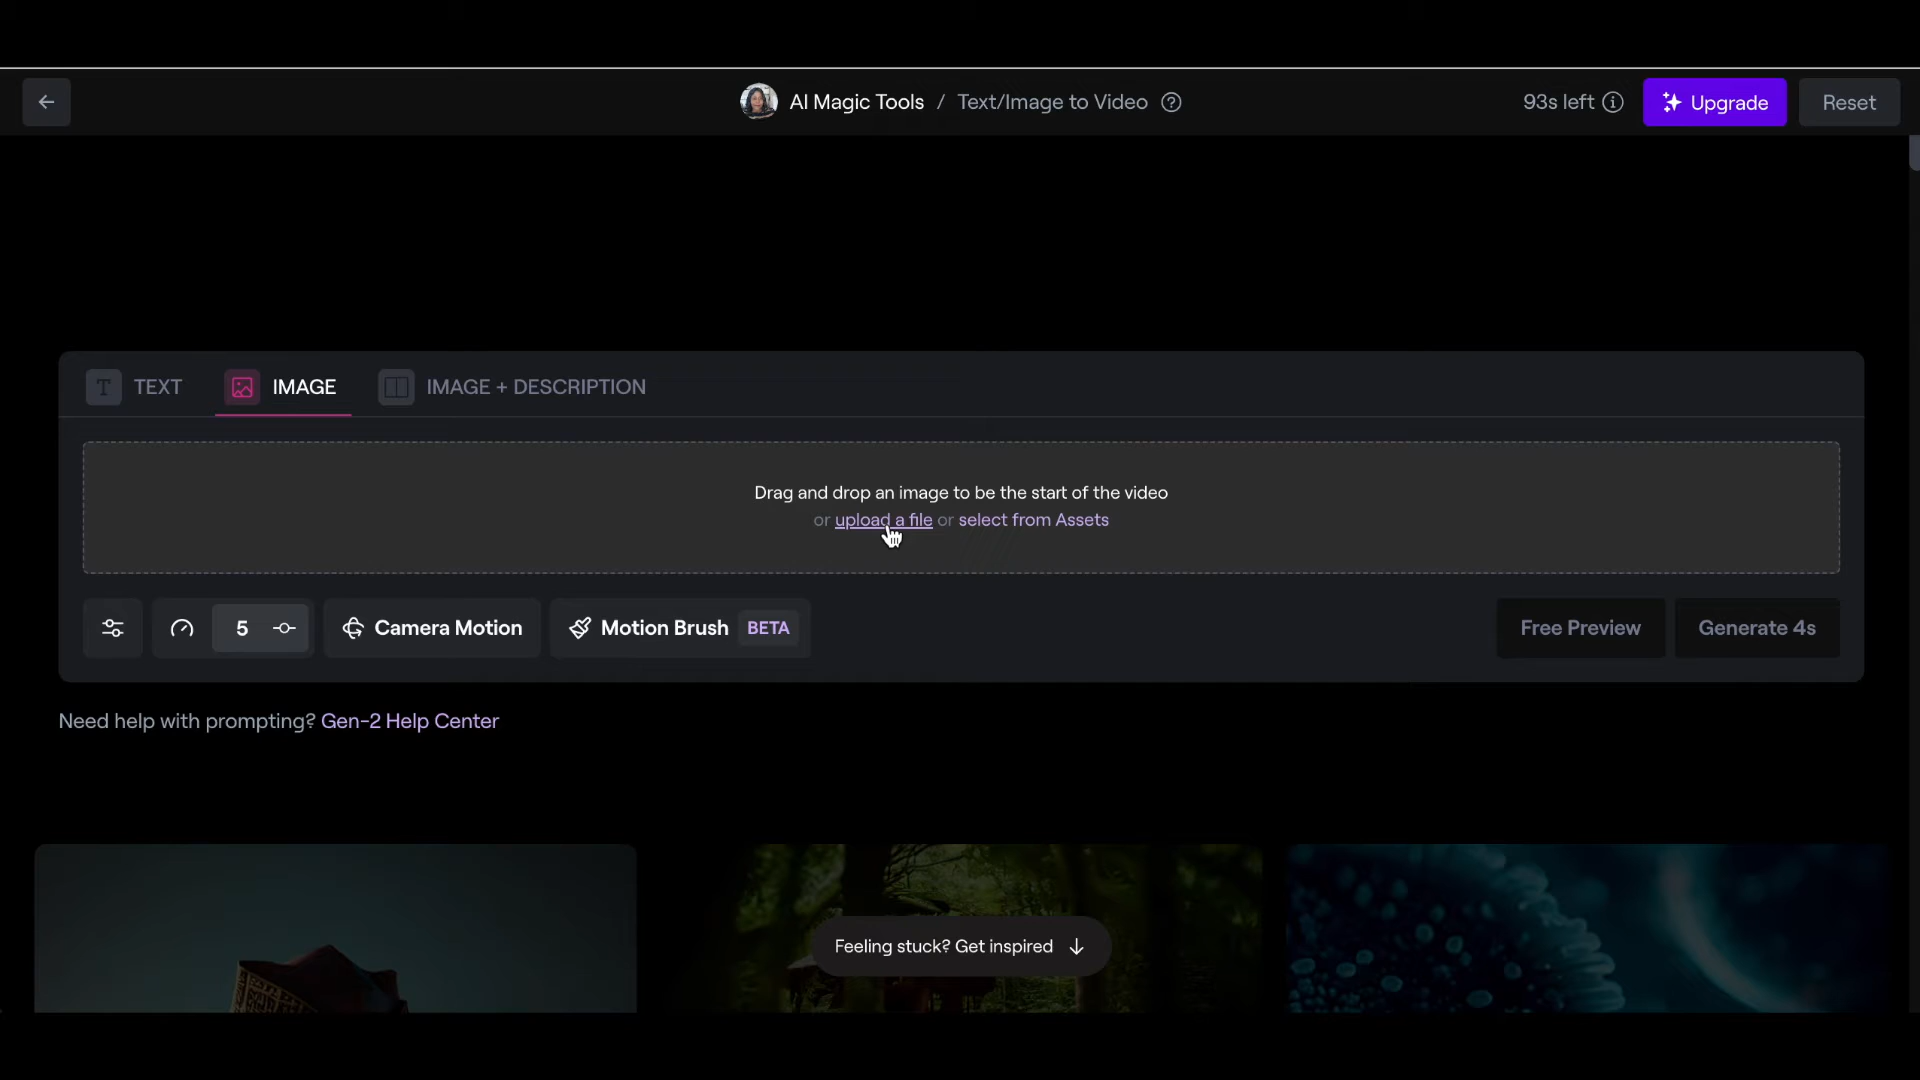 AI Magic Tools / Text/Image to Video
93s left
Upgrade
Reset
T TEXT
IMAGE
IMAGE + DESCRIPTION
Drag and drop an image to be the start of the video
or upload a file or select from Assets
5
Camera Motion
Motion Brush BETA
Free Preview
Generate 4s
Need help with prompting? Gen-2 Help Center
Feeling stuck? Get inspired ↓